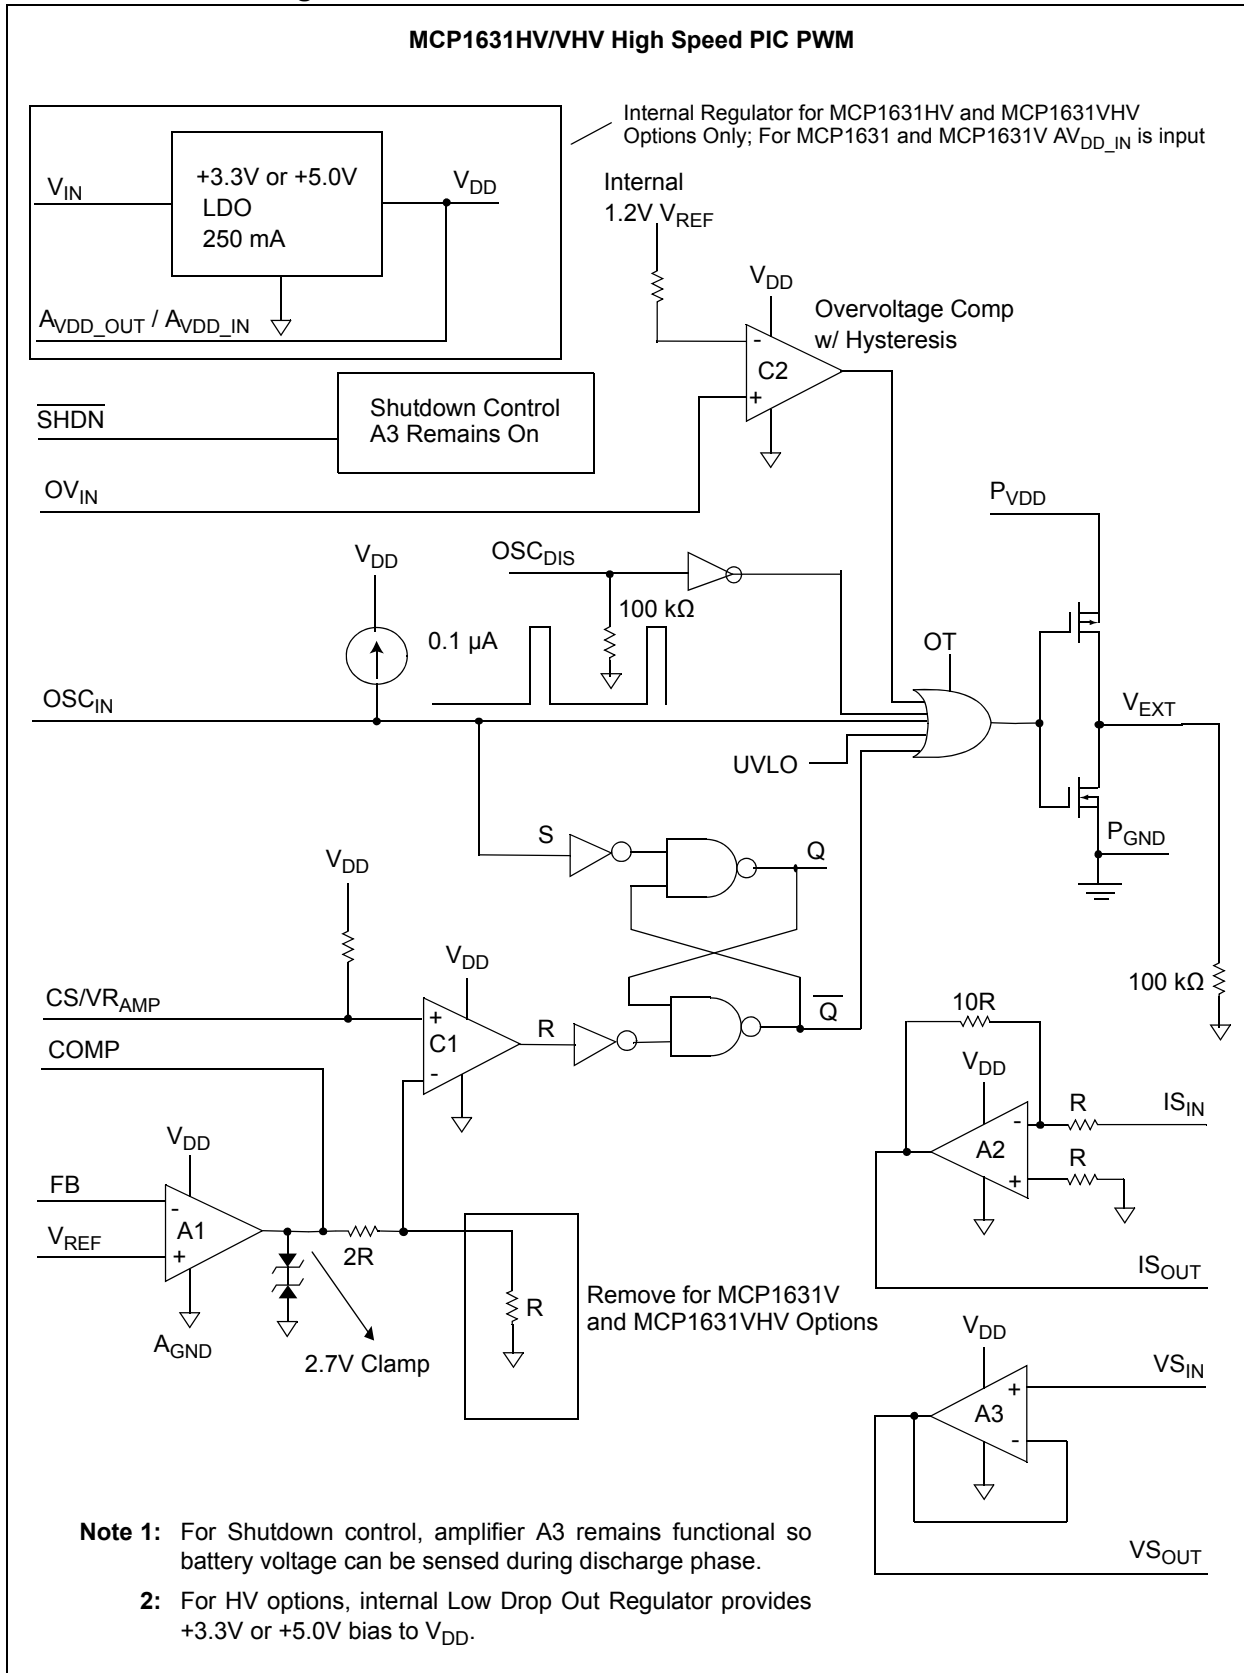 MCP1631HV/VHV High Speed PIC PWM
Internal Regulator for MCP1631HV and MCP1631VHV
Options Only; For MCP1631 and MCP1631V AVDD_IN is input
VIN
+3.3V or +5.0V
LDO
250 mA
VDD
AVDD_OUT / AVDD_IN
Internal
1.2V VREF
VDD
Overvoltage Comp
w/ Hysteresis
-
C2
+
SHDN
Shutdown Control
A3 Remains On
OVIN
PVDD
VDD
OSCDIS
100 kΩ
0.1 µA
OT
OSCIN
VEXT
UVLO
S
Q
PGND
VDD
VDD
100 kΩ
CS/VRAMP
+
C1
-
R
Q
COMP
10R
VDD
R
ISIN
-
A2
+
R
VDD
FB
-
A1
VREF
+
2R
ISOUT
R
Remove for MCP1631V
and MCP1631VHV Options
AGND
2.7V Clamp
VDD
VSIN
+
A3
-
VSOUT
Note 1: For Shutdown control, amplifier A3 remains functional so
battery voltage can be sensed during discharge phase.
2: For HV options, internal Low Drop Out Regulator provides
+3.3V or +5.0V bias to VDD.